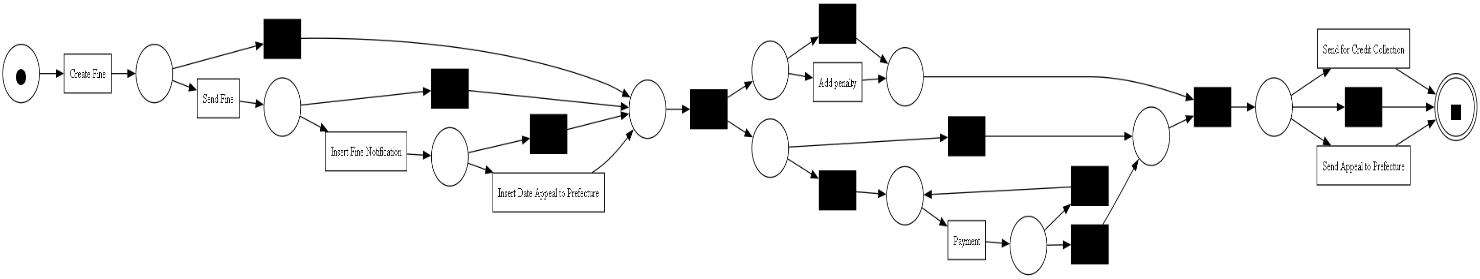 Create Fine
Send Fine
Insert Fine Notification
Insert Date Appeal to Prefecture
Add penalty
Payment
Send for Credit Collection
Send Appeal to Prefecture